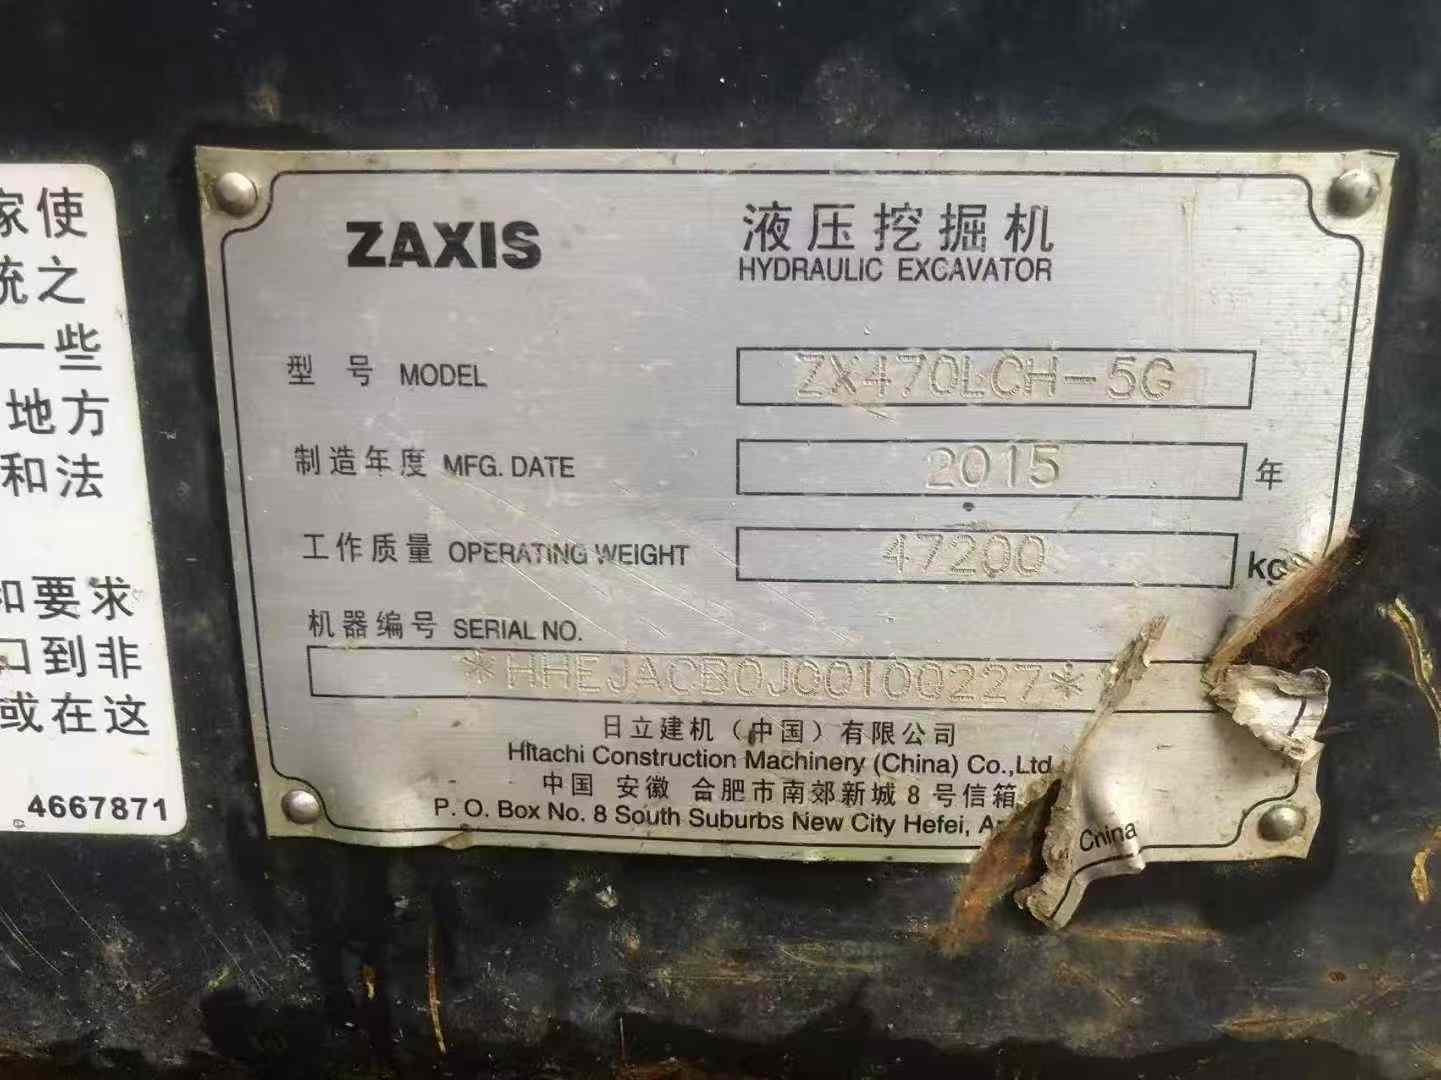 家使
统之
一些
地方
和法
和要求
口到非
或在这
4667871
ZAXIS
液压挖掘机
HYDRAULIC EXCAVATOR
型 号 MODEL ZX470LCH-5G
制造年度 MFG. DATE 2015 年
工作质量 OPERATING WEIGHT 47200 kg
机器编号 SERIAL NO.
*HHEJACB0J00100227*
日立建机(中国)有限公司
Hitachi Construction Machinery (China) Co.,Ltd
中国 安徽 合肥市南郊新城 8 号信箱
P. O. Box No. 8 South Suburbs New City Hefei, China